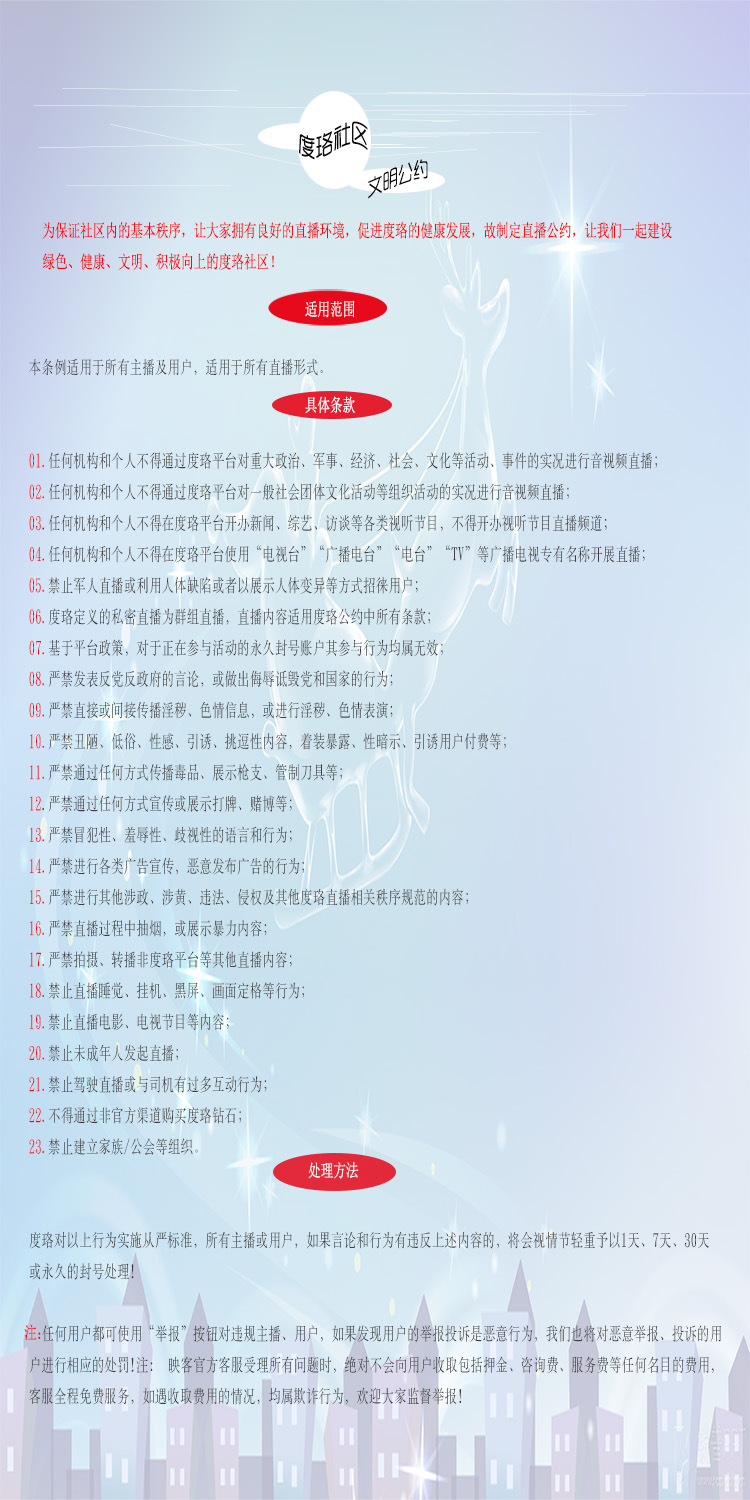 度珞社区
文明公约
为保证社区内的基本秩序，让大家拥有良好的直播环境，促进度珞的健康发展，故制定直播公约，让我们一起建设
绿色、健康、文明、积极向上的度珞社区！
适用范围
本条例适用于所有主播及用户，适用于所有直播形式。
具体条款
01.任何机构和个人不得通过度珞平台对重大政治、军事、经济、社会、文化等活动、事件的实况进行音视频直播；
02.任何机构和个人不得通过度珞平台对一般社会团体文化活动等组织活动的实况进行音视频直播；
03.任何机构和个人不得在度珞平台开办新闻、综艺、访谈等各类视听节目，不得开办视听节目直播频道；
04.任何机构和个人不得在度珞平台使用“电视台”“广播电台”“电台”“TV”等广播电视专有名称开展直播；
05.禁止军人直播或利用人体缺陷或者以展示人体变异等方式招徕用户；
06.度珞定义的私密直播为群组直播，直播内容适用度珞公约中所有条款；
07.基于平台政策，对于正在参与活动的永久封号账户其参与行为均属无效；
08.严禁发表反党反政府的言论，或做出侮辱诋毁党和国家的行为；
09.严禁直接或间接传播淫秽、色情信息，或进行淫秽、色情表演；
10.严禁丑陋、低俗、性感、引诱、挑逗性内容，着装暴露、性暗示、引诱用户付费等；
11.严禁通过任何方式传播毒品、展示枪支、管制刀具等；
12.严禁通过任何方式宣传或展示打牌、赌博等；
13.严禁冒犯性、羞辱性、歧视性的语言和行为；
14.严禁进行各类广告宣传，恶意发布广告的行为；
15.严禁进行其他涉政、涉黄、违法、侵权及其他度珞直播相关秩序规范的内容；
16.严禁直播过程中抽烟，或展示暴力内容；
17.严禁拍摄、转播非度珞平台等其他直播内容；
18.禁止直播睡觉、挂机、黑屏、画面定格等行为；
19.禁止直播电影、电视节目等内容；
20.禁止未成年人发起直播；
21.禁止驾驶直播或与司机有过多互动行为；
22.不得通过非官方渠道购买度珞钻石；
23.禁止建立家族/公会等组织。
处理方法
度珞对以上行为实施从严标准，所有主播或用户，如果言论和行为有违反上述内容的，将会视情节轻重予以1天、7天、30天
或永久的封号处理！
注:任何用户都可使用“举报”按钮对违规主播、用户，如果发现用户的举报投诉是恶意行为，我们也将对恶意举报、投诉的用
户进行相应的处罚！注： 映客官方客服受理所有问题时，绝对不会向用户收取包括押金、咨询费、服务费等任何名目的费用，
客服全程免费服务，如遇收取费用的情况，均属欺诈行为，欢迎大家监督举报！